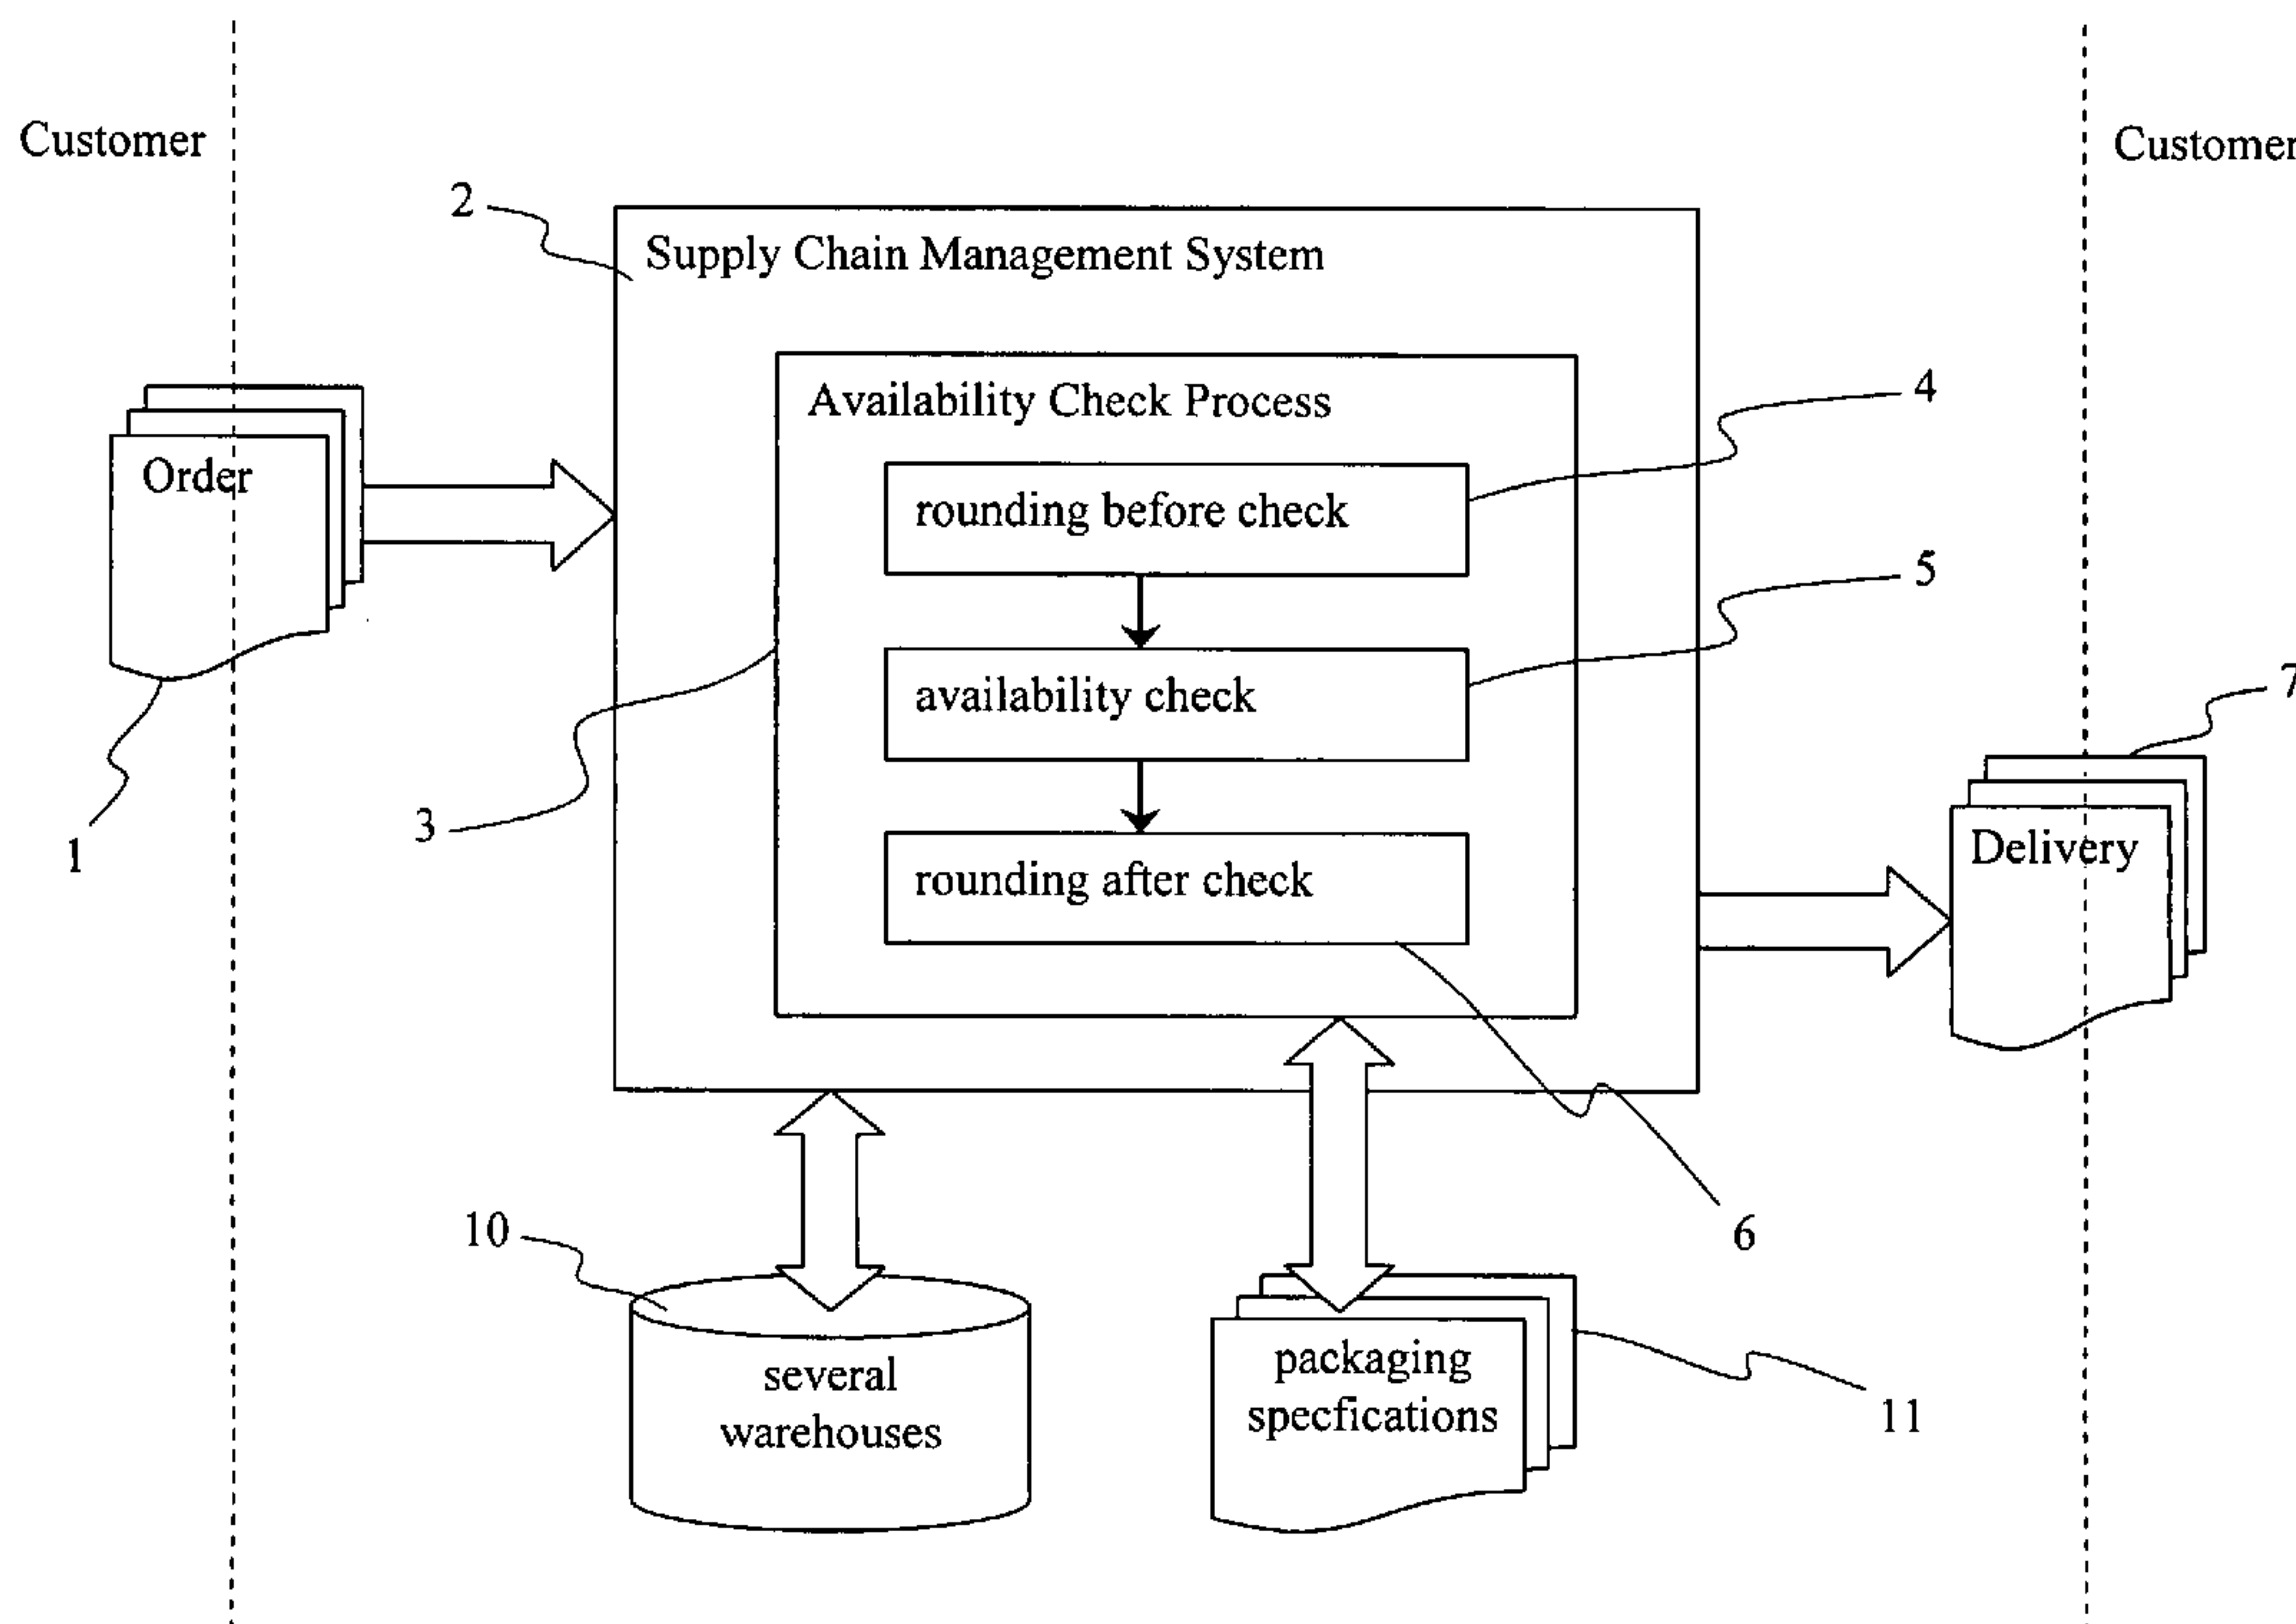 Customer
Customer
2
Supply Chain Management System
Availability Check Process
4
Order
rounding before check
5
availability check
7
3
1
Delivery
rounding after check
10
6
several
warehouses
packaging
specfications
11